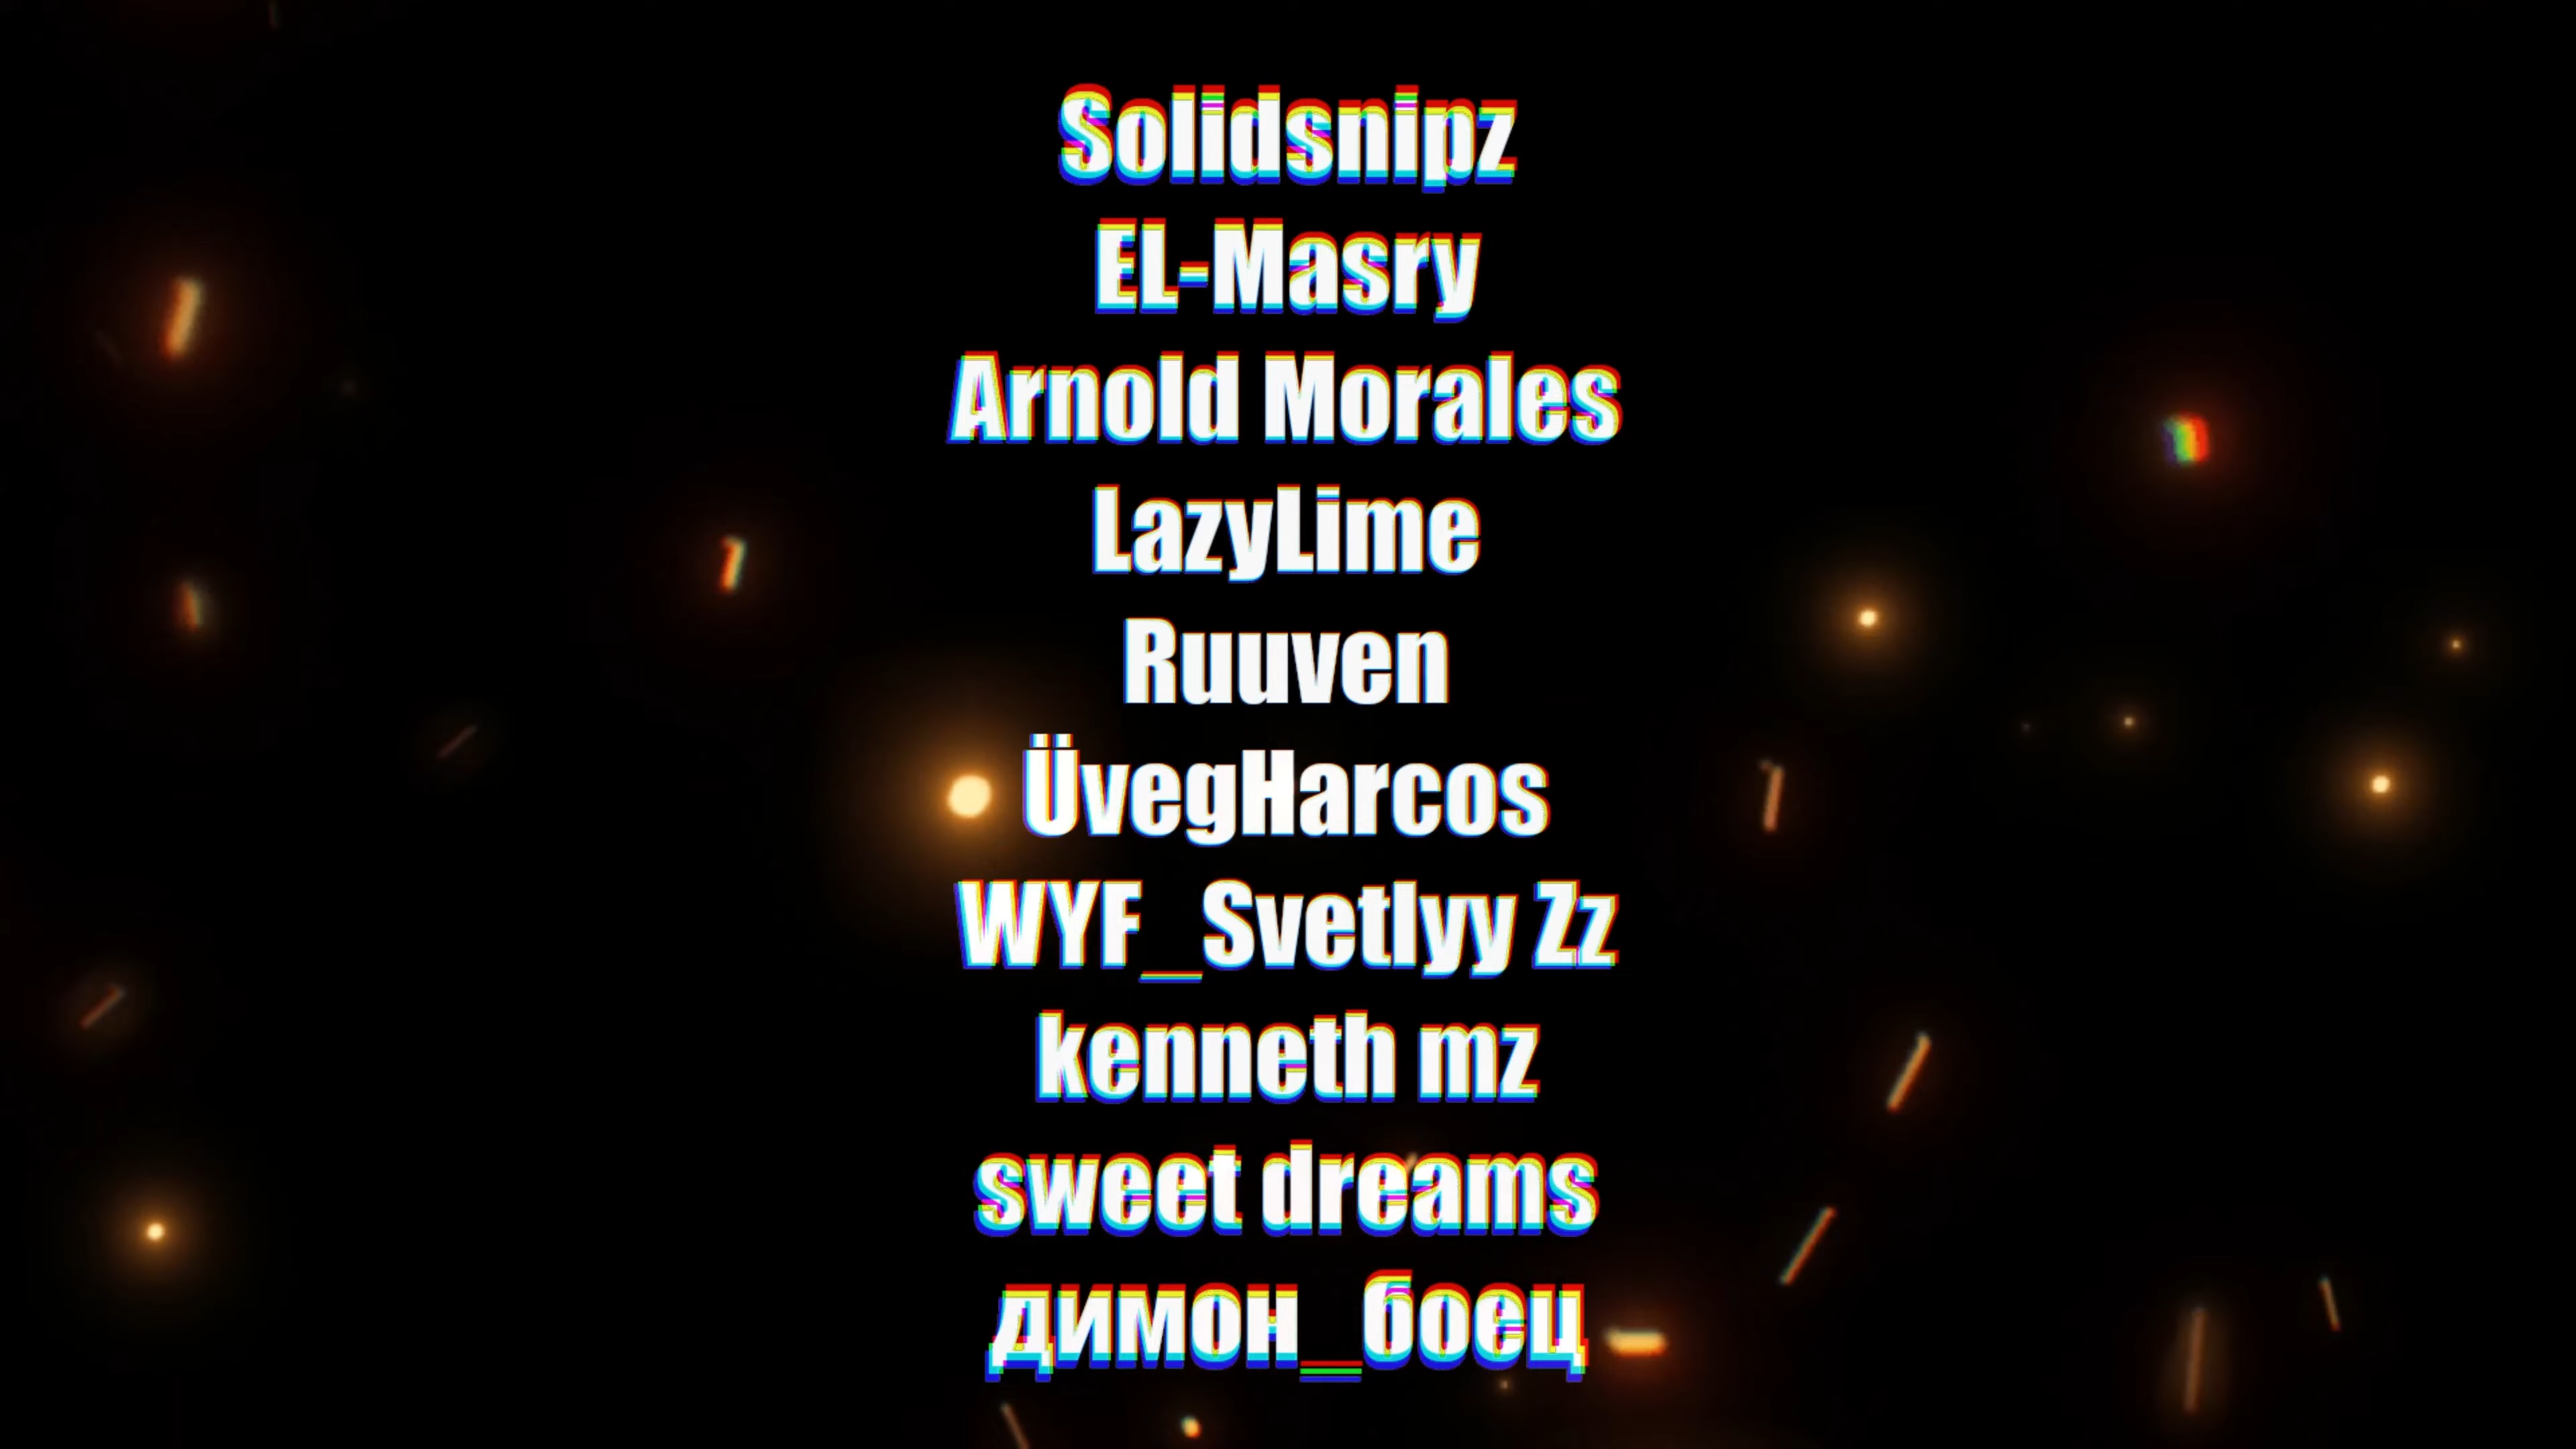 Solidsnipz
EL-Masry
Arnold Morales
LazyLime
Ruuven
ÜvegHarcos
WYF_Svetlyy Zz
kenneth mz
sweet dreams
димон_боец